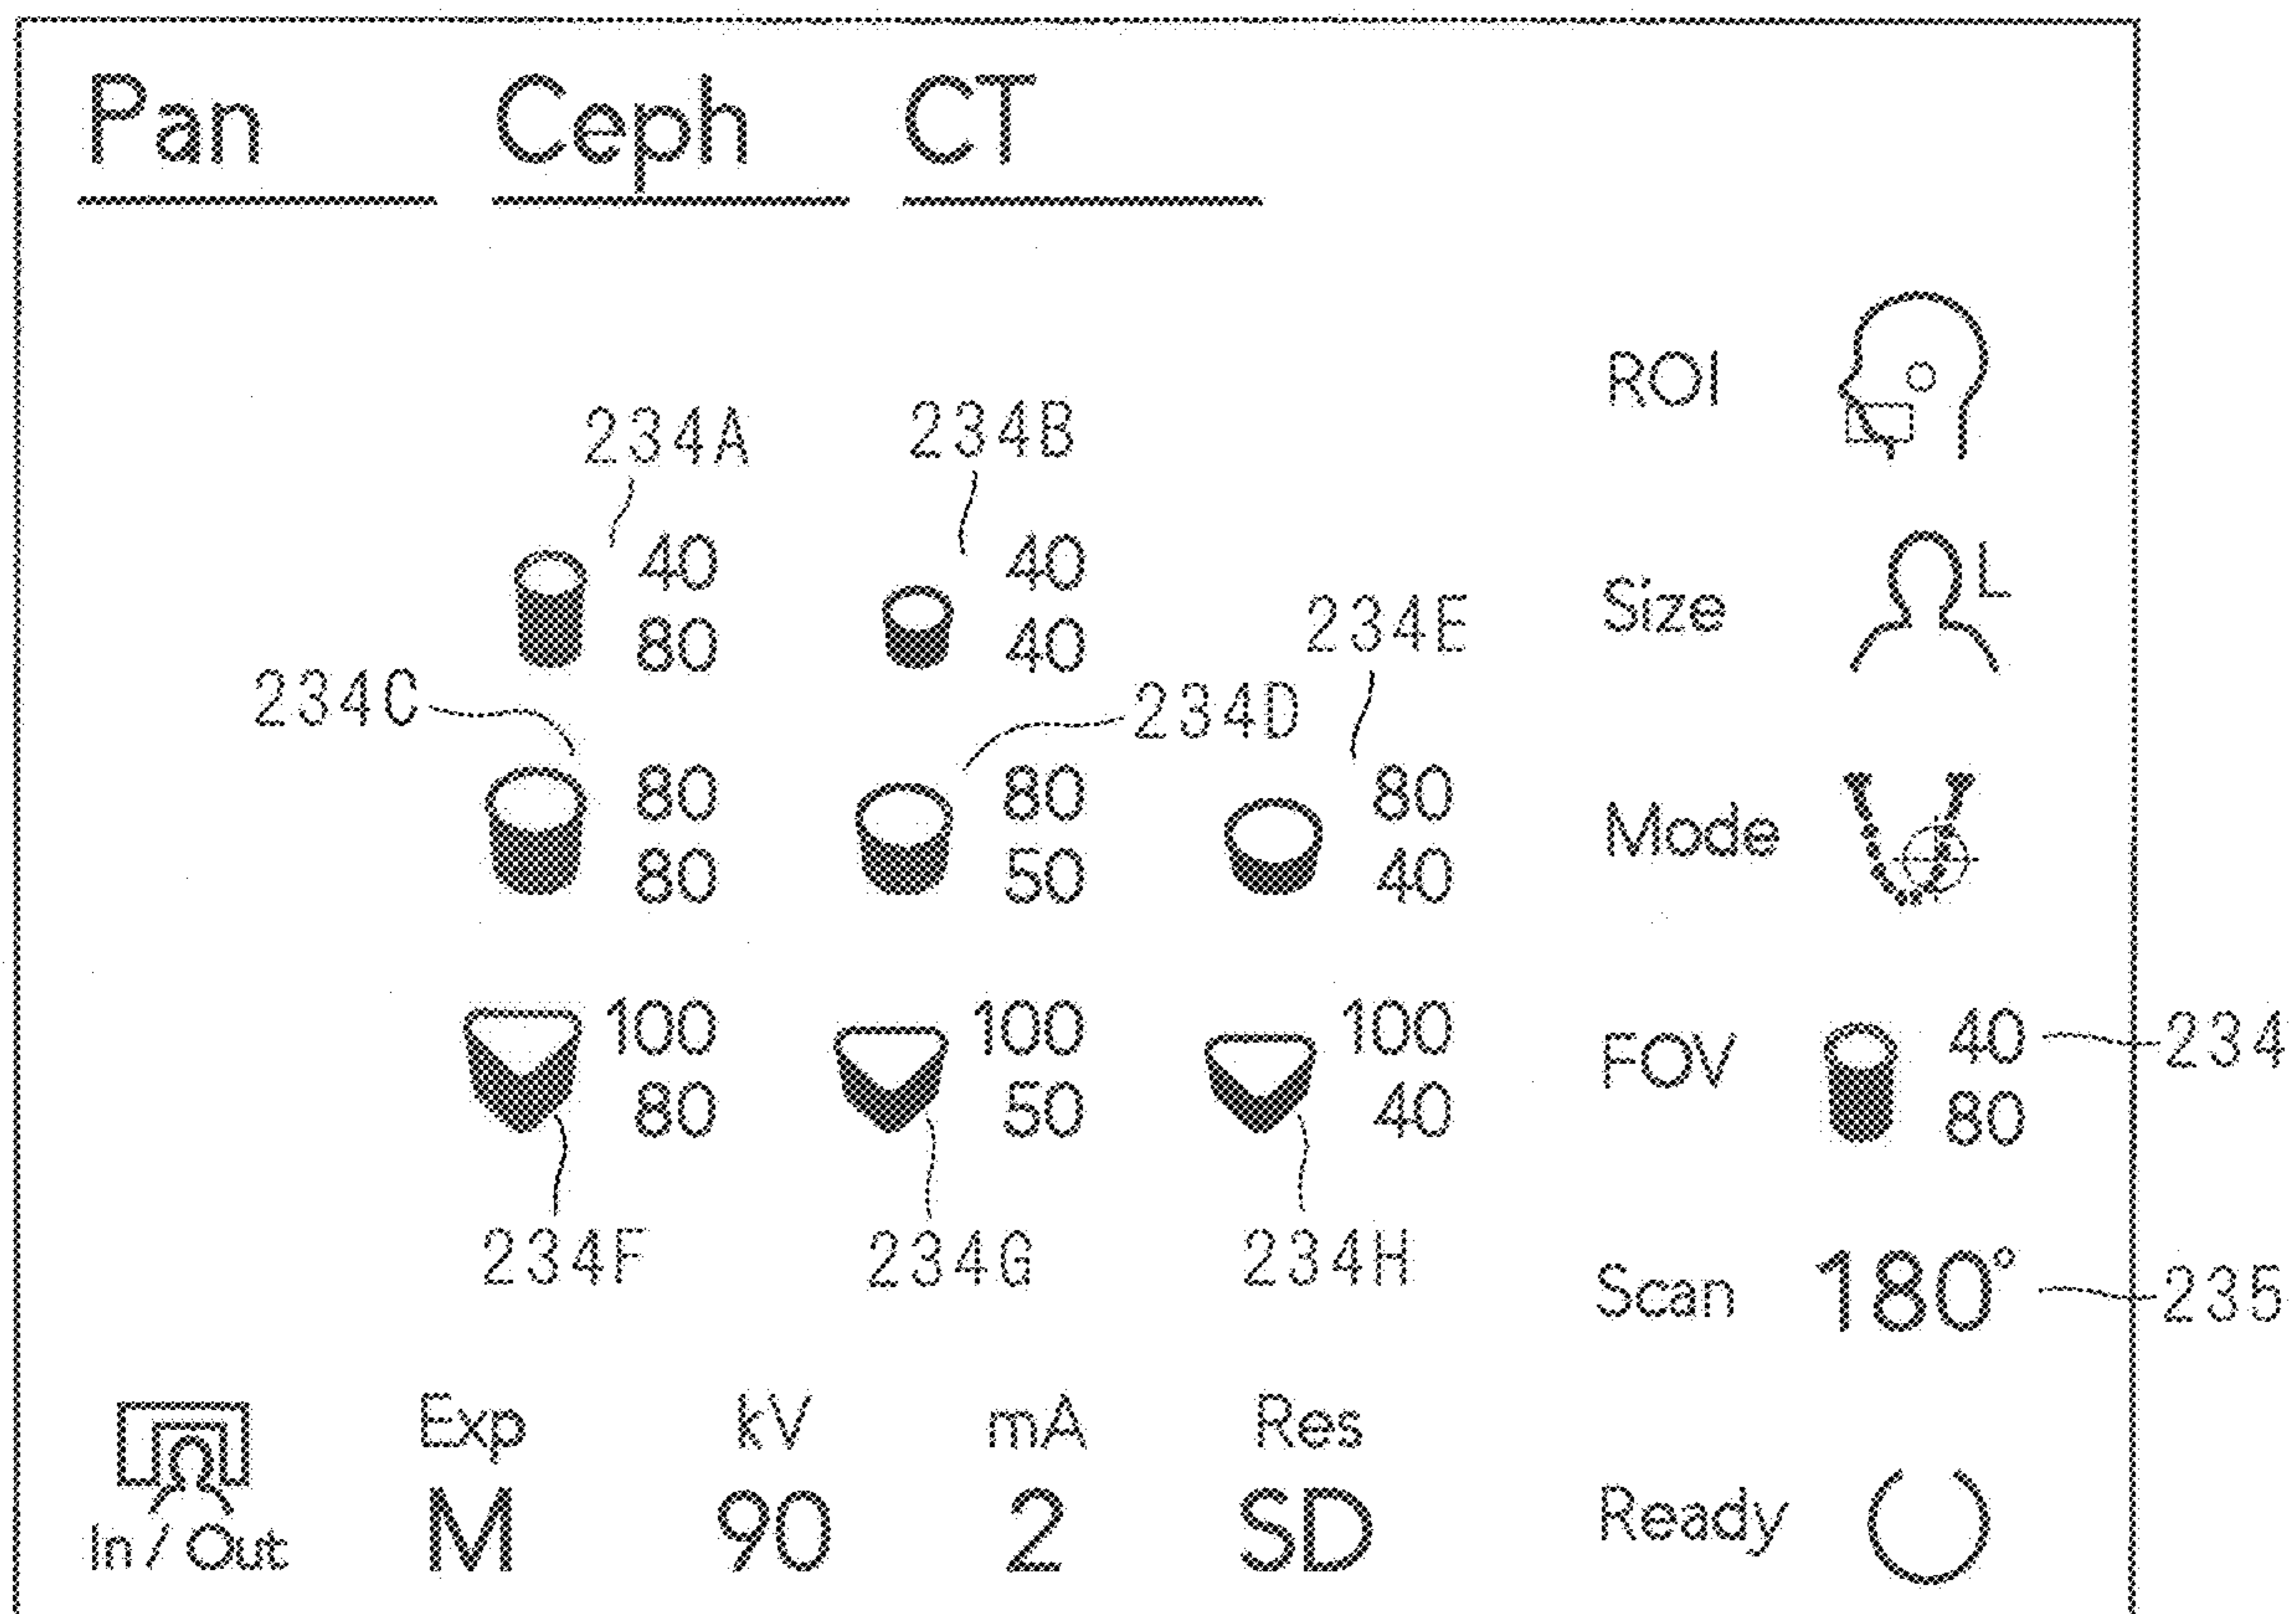 Pan Ceph CT
ROI
234A 234B
40 40
80 40
Size L
234E
234C 234D
80 80 80
80 50 40
Mode
100 100 100
80 50 40
FOV 40 234
80
234F 234G 234H
Scan 180° 235
Exp kV mA Res
M 90 2 SD
In / Out
Ready